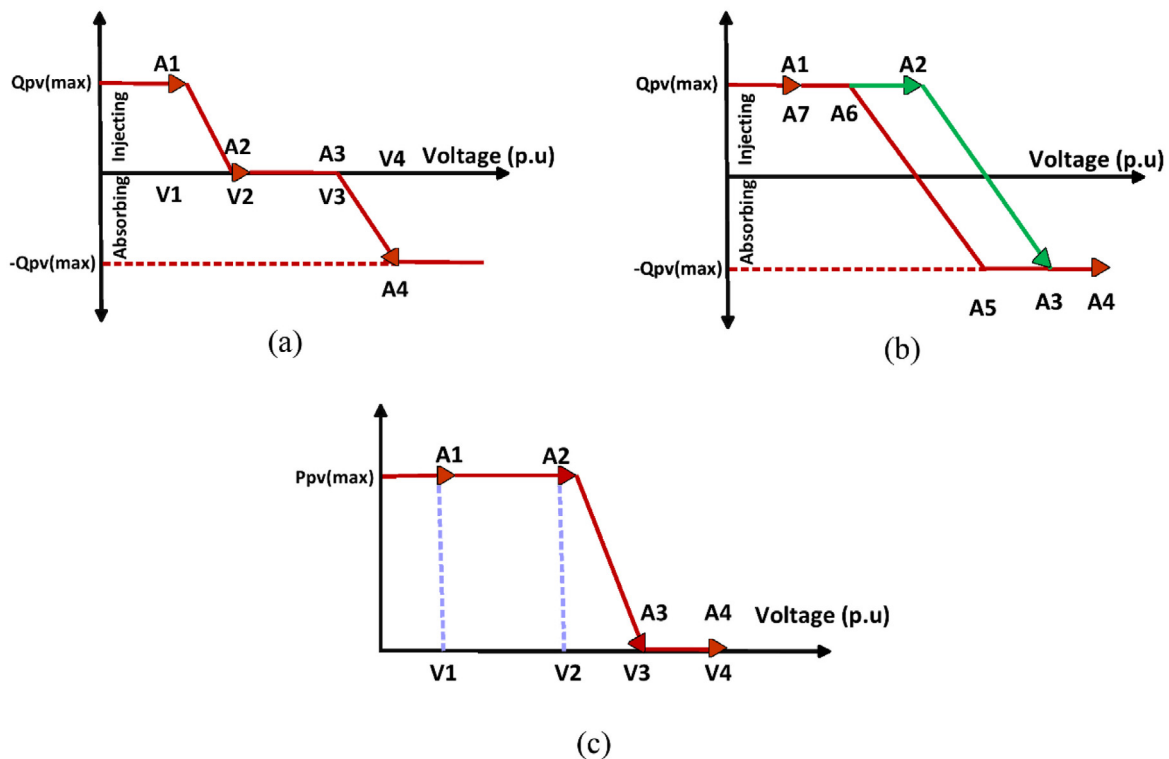 A1
Qpv(max)
Injecting
A2
A3
V4
Voltage (p.u)
V1
V2
V3
Absorbing
-Qpv(max)
A4
(a)
A1
A2
Qpv(max)
A7
A6
Injecting
Voltage (p.u)
Absorbing
-Qpv(max)
A5
A3
A4
(b)
A1
A2
Ppv(max)
A3
A4
Voltage (p.u)
V1
V2
V3
V4
(c)